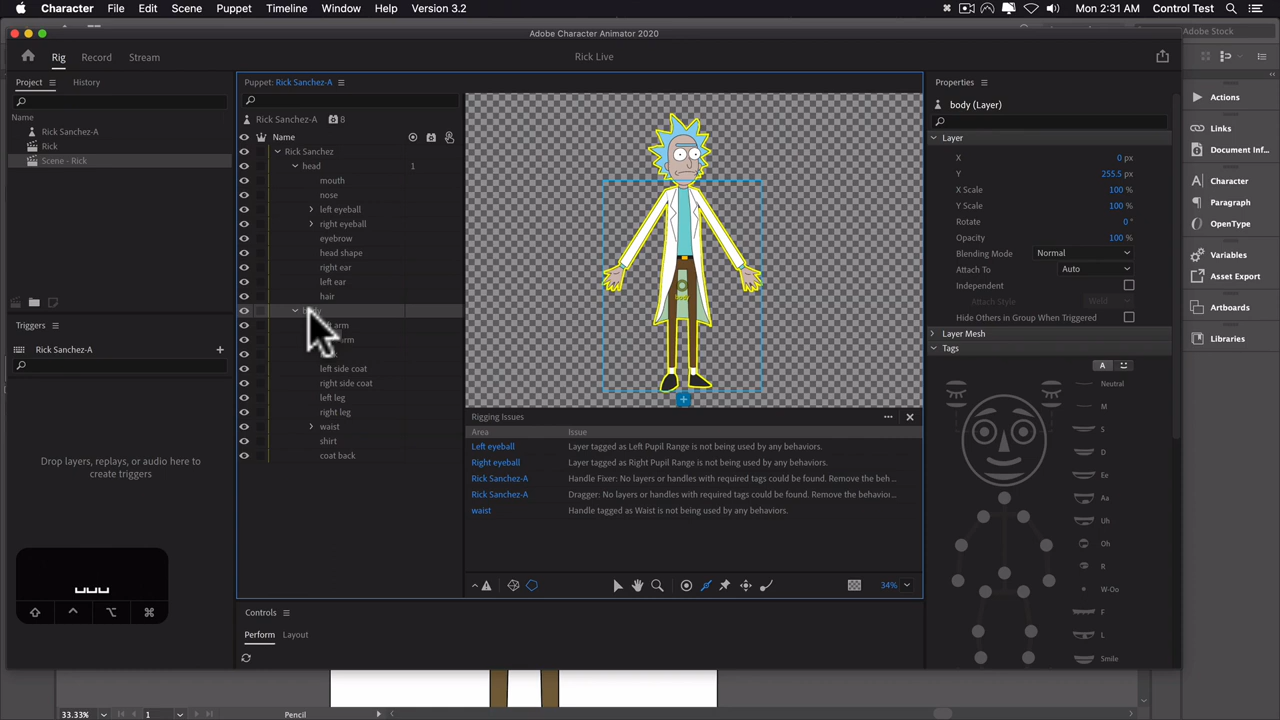 Character File Edit Scene Puppet Timeline Window Help Version 3.2 Mon 2:31 AM Control Test
Adobe Character Animator 2020
Adobe Stock
Rig Record Stream
Rick Live
Project History
Name
Rick Sanchez-A
Rick
Scene - Rick
Triggers
Rick Sanchez-A
Drop layers, replays, or audio here to
create triggers
Puppet: Rick Sanchez-A
Rick Sanchez-A 8
Name
Rick Sanchez
head 1
mouth
nose
left eyeball
right eyeball
eyebrow
head shape
right ear
left ear
hair
left side coat
right side coat
left leg
right leg
waist
shirt
coat back
body
Rigging Issues
Area Issue
Left eyeball Layer tagged as Left Pupil Range is not being used by any behaviors.
Right eyeball Layer tagged as Right Pupil Range is not being used by any behaviors.
Rick Sanchez-A Handle Fixer: No layers or handles with required tags could be found. Remove the beh ...
Rick Sanchez-A Dragger: No layers or handles with required tags could be found. Remove the behavior...
waist Handle tagged as Waist is not being used by any behaviors.
34%
Controls
Perform Layout
Properties
body (Layer)
Layer
X 0 px
Y 255.5 px
X Scale 100 %
Y Scale 100 %
Rotate 0 °
Opacity 100 %
Blending Mode Normal
Attach To Auto
Independent
Attach Style Weld
Hide Others in Group When Triggered
Layer Mesh
Tags
A
Neutral
M
S
D
Ee
Aa
Uh
Oh
R
W-Oo
F
L
Smile
Actions
Links
Document Inf...
Character
Paragraph
OpenType
Variables
Asset Export
Artboards
Libraries
33.33% 1 Pencil